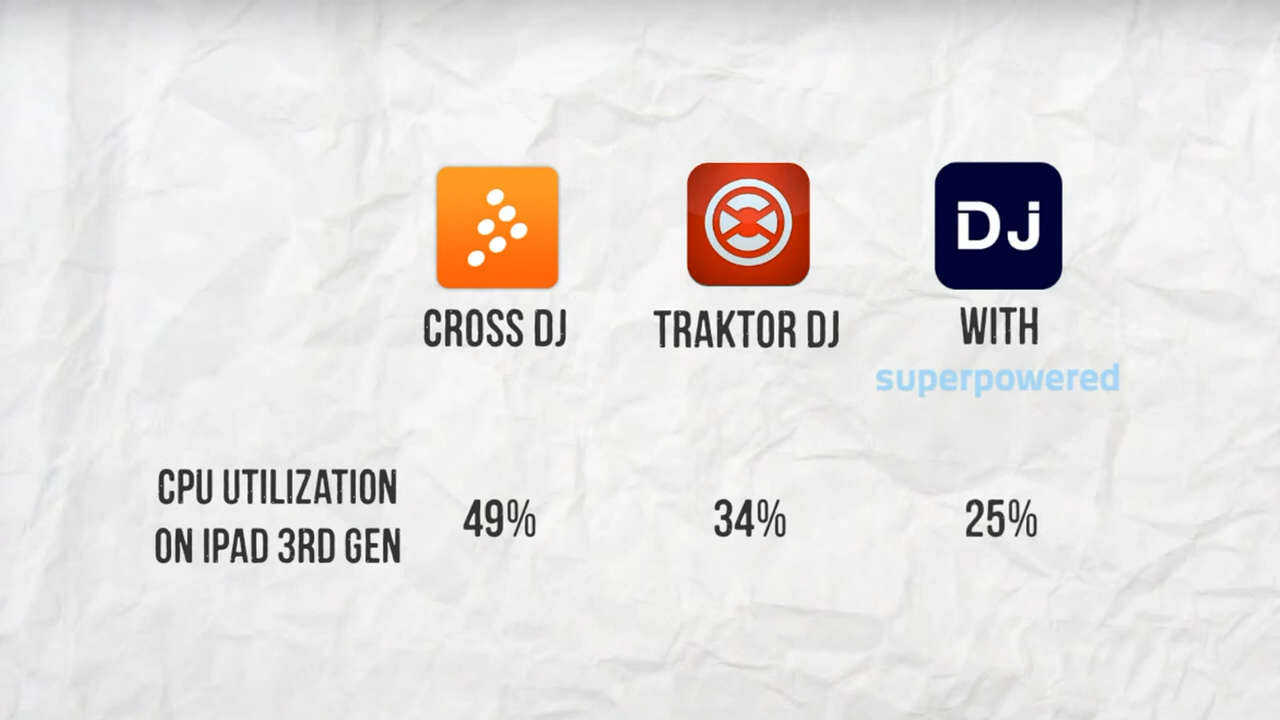 DJ
CROSS DJ
TRAKTOR DJ
WITH
superpowered
CPU UTILIZATION
ON IPAD 3RD GEN
49%
34%
25%